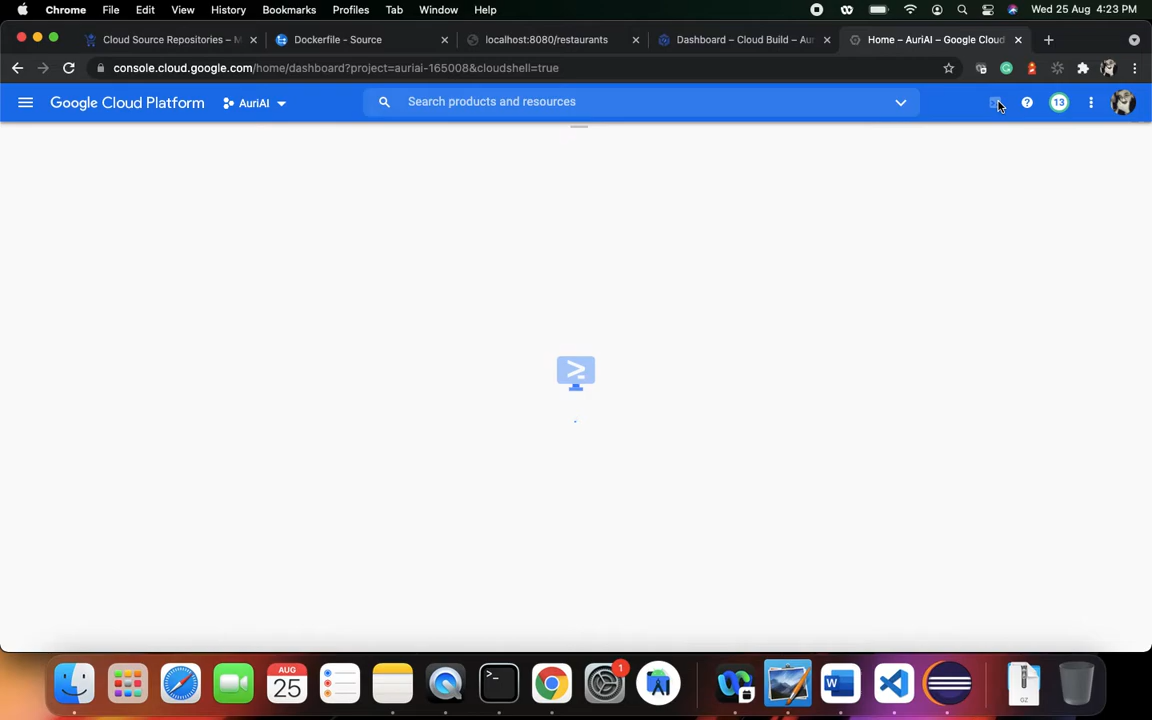 Chrome File Edit View History Bookmarks Profiles Tab Window Help Wed 25 Aug 4:23 PM
Cloud Source Repositories – M Dockerfile - Source localhost:8080/restaurants Dashboard – Cloud Build – Aur Home – AuriAI – Google Cloud
console.cloud.google.com/home/dashboard?project=auriai-165008&cloudshell=true
Google Cloud Platform AuriAI Search products and resources ? 13
>_
AUG 1
25 >_